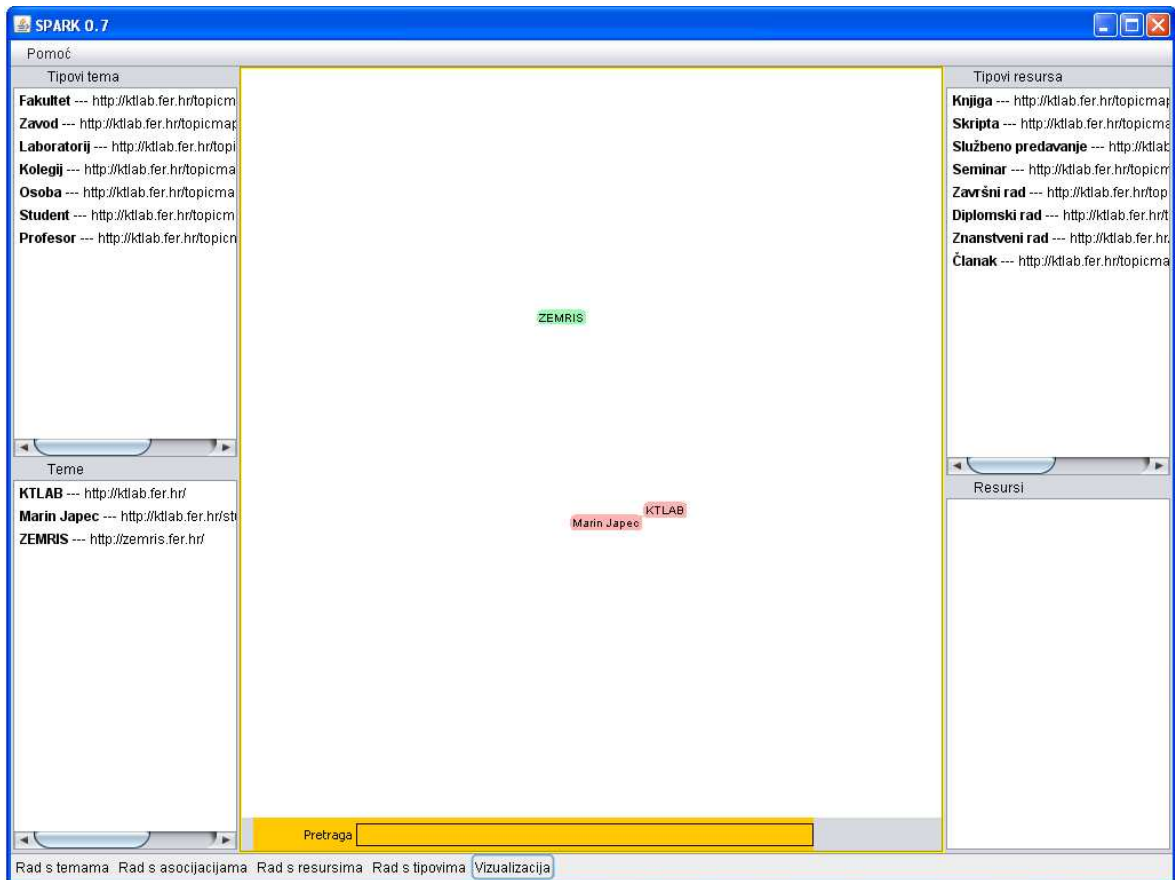 SPARK 0.7
Pomoć
Tipovi tema
Fakultet --- http://ktlab.fer.hr/topicm
Zavod --- http://ktlab.fer.hr/topicmap
Laboratorij --- http://ktlab.fer.hr/topi
Kolegij --- http://ktlab.fer.hr/topicma
Osoba --- http://ktlab.fer.hr/topicma
Student --- http://ktlab.fer.hr/topicm
Profesor --- http://ktlab.fer.hr/topicn
Teme
KTLAB --- http://ktlab.fer.hr/
Marin Japec --- http://ktlab.fer.hr/stu
ZEMRIS --- http://zemris.fer.hr/
ZEMRIS
KTLAB
Marin Japec
Pretraga
Tipovi resursa
Knjiga --- http://ktlab.fer.hr/topicmap
Skripta --- http://ktlab.fer.hr/topicma
Službeno predavanje --- http://ktlab
Seminar --- http://ktlab.fer.hr/topicm
Završni rad --- http://ktlab.fer.hr/top
Diplomski rad --- http://ktlab.fer.hr/t
Znanstveni rad --- http://ktlab.fer.hr.
Članak --- http://ktlab.fer.hr/topicma
Resursi
Rad s temama Rad s asocijacijama Rad s resursima Rad s tipovima Vizualizacija